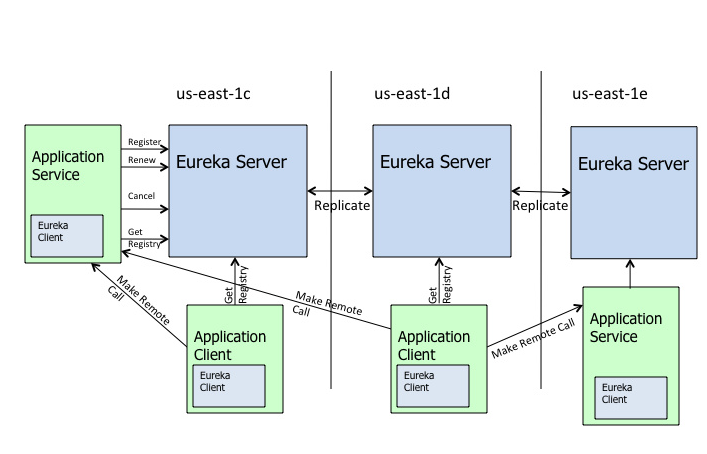 us-east-1c
us-east-1d
us-east-1e
Application
Service
Eureka
Client
Register
Renew
Cancel
Get
Registry
Eureka Server
Replicate
Eureka Server
Replicate
Eureka Server
Make Remote
Call
Get
Registry
Make Remote
Call
Get
Registry
Make Remote Call
Application
Client
Eureka
Client
Application
Client
Eureka
Client
Application
Service
Eureka
Client